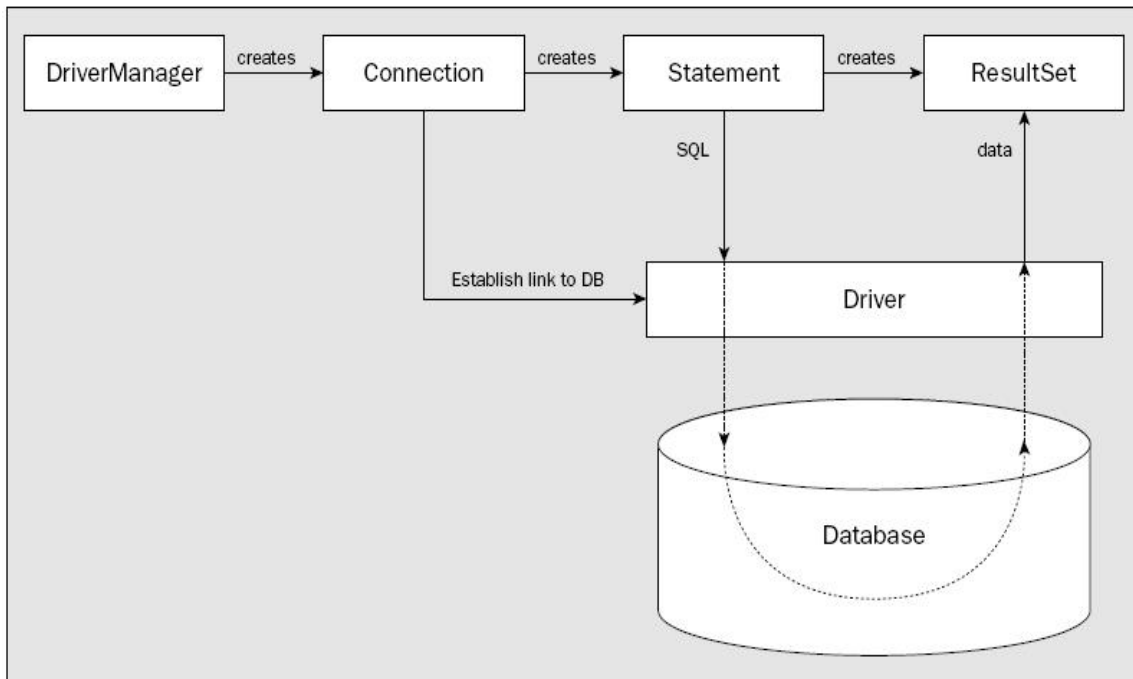 DriverManager
creates
Connection
creates
Statement
creates
ResultSet
SQL
data
Establish link to DB
Driver
Database